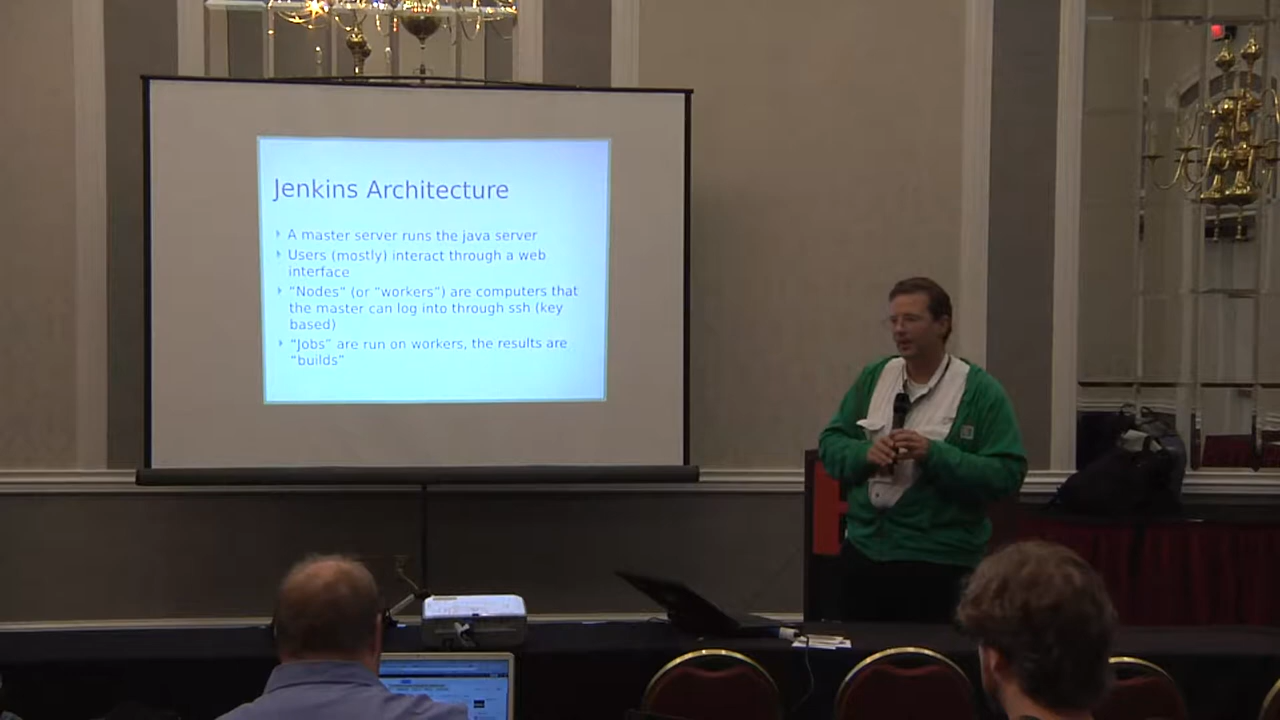 Jenkins Architecture
A master server runs the java server
Users (mostly) interact through a web
interface
"Nodes" (or "workers") are computers that
the master can log into through ssh (key
based)
"Jobs" are run on workers, the results are
"builds"